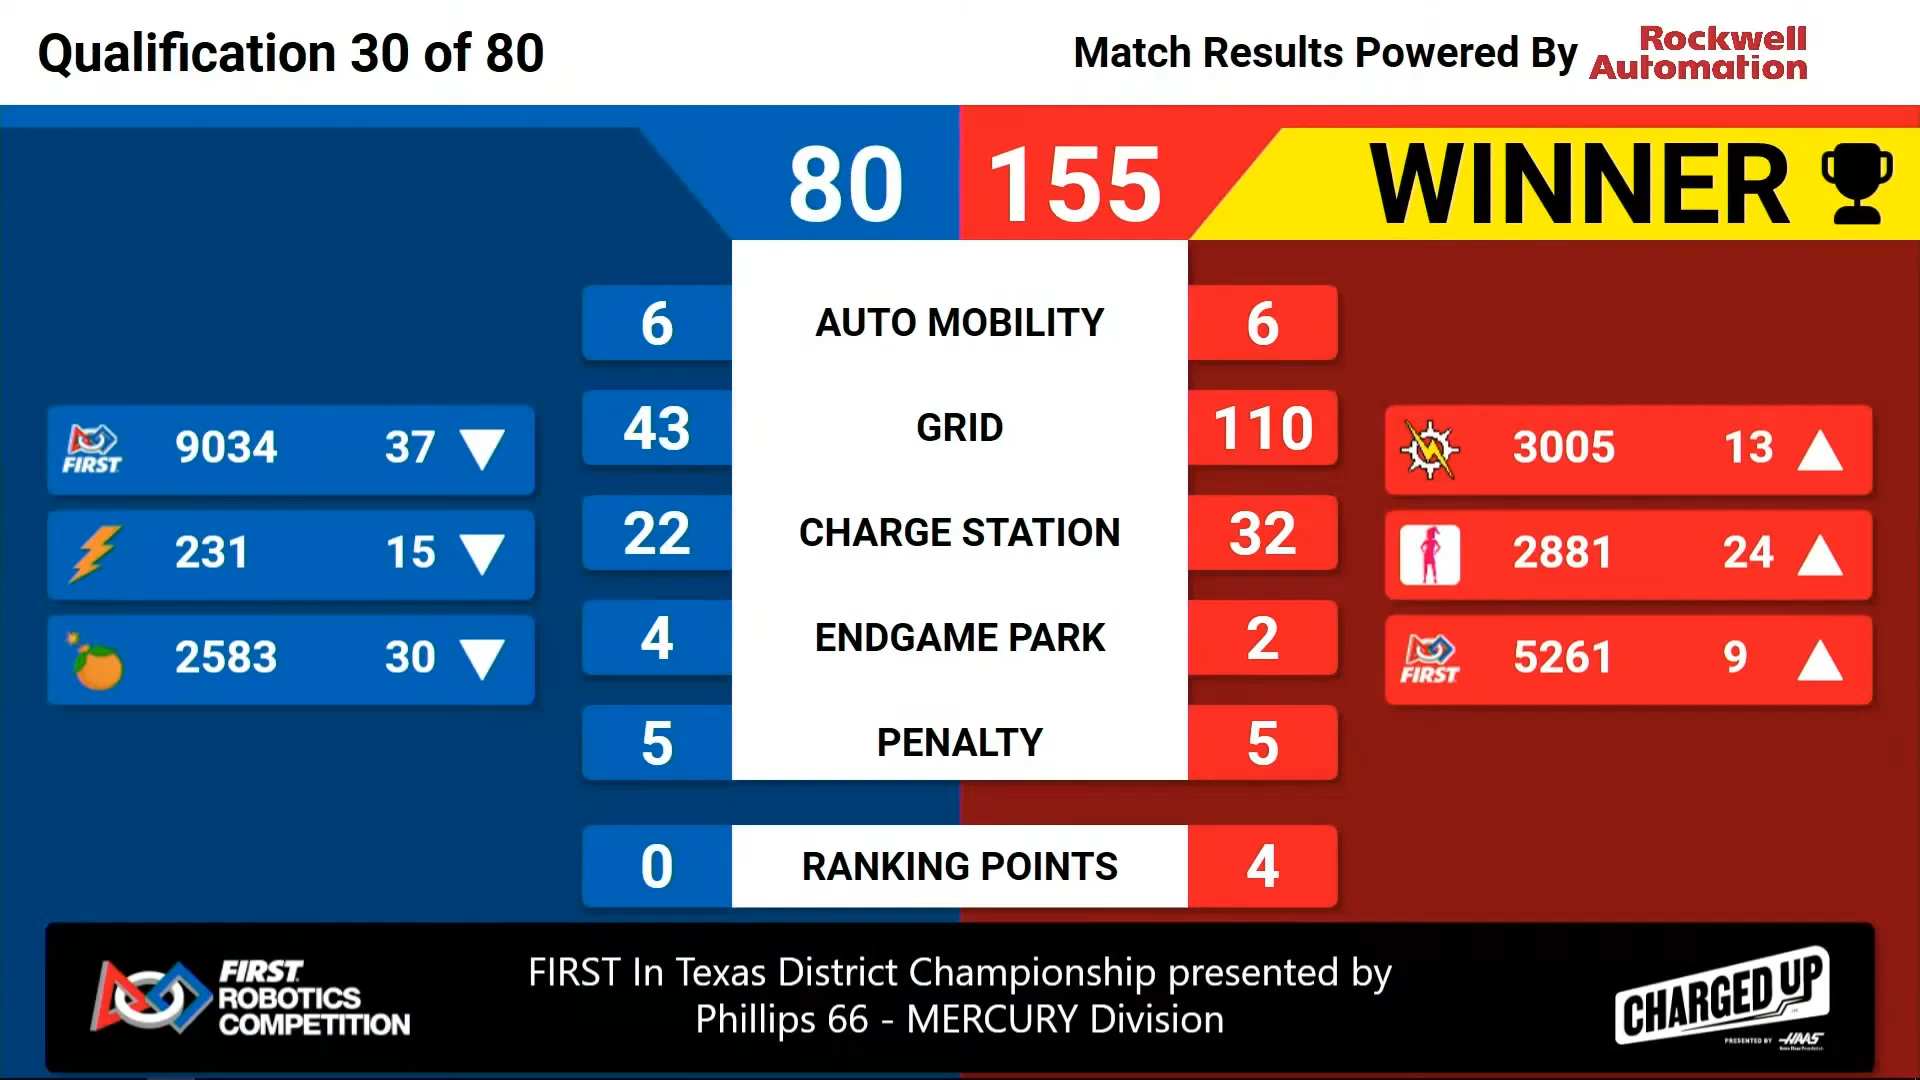 Qualification 30 of 80
Match Results Powered By
Rockwell
Automation
80
155
WINNER
6
AUTO MOBILITY
6
43
GRID
110
22
CHARGE STATION
32
4
ENDGAME PARK
2
5
PENALTY
5
0
RANKING POINTS
4
FIRST
9034
37
231
15
2583
30
3005
13
2881
24
FIRST
5261
9
FIRST
ROBOTICS
COMPETITION
FIRST In Texas District Championship presented by
Phillips 66 - MERCURY Division
CHARGED UP
PRESENTED BY HAAS